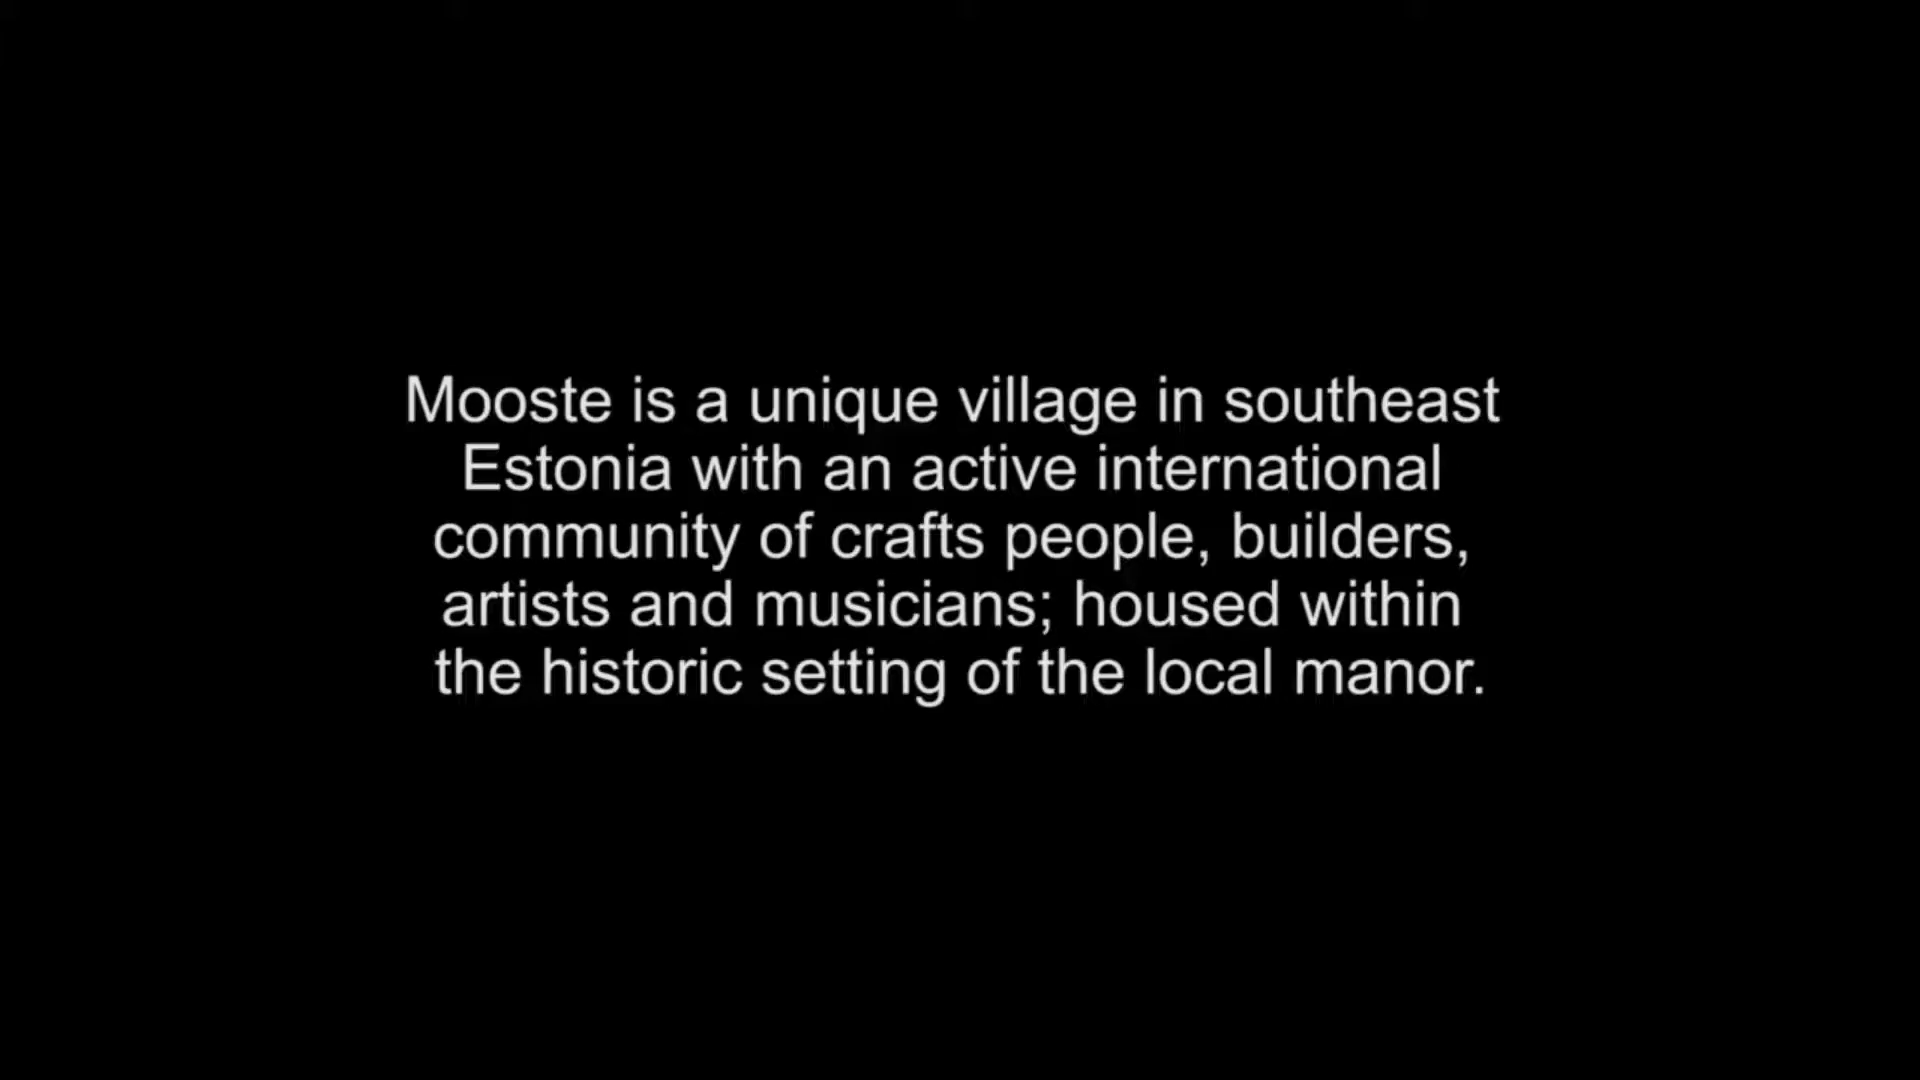 Mooste is a unique village in southeast
Estonia with an active international
community of crafts people, builders,
artists and musicians; housed within
the historic setting of the local manor.